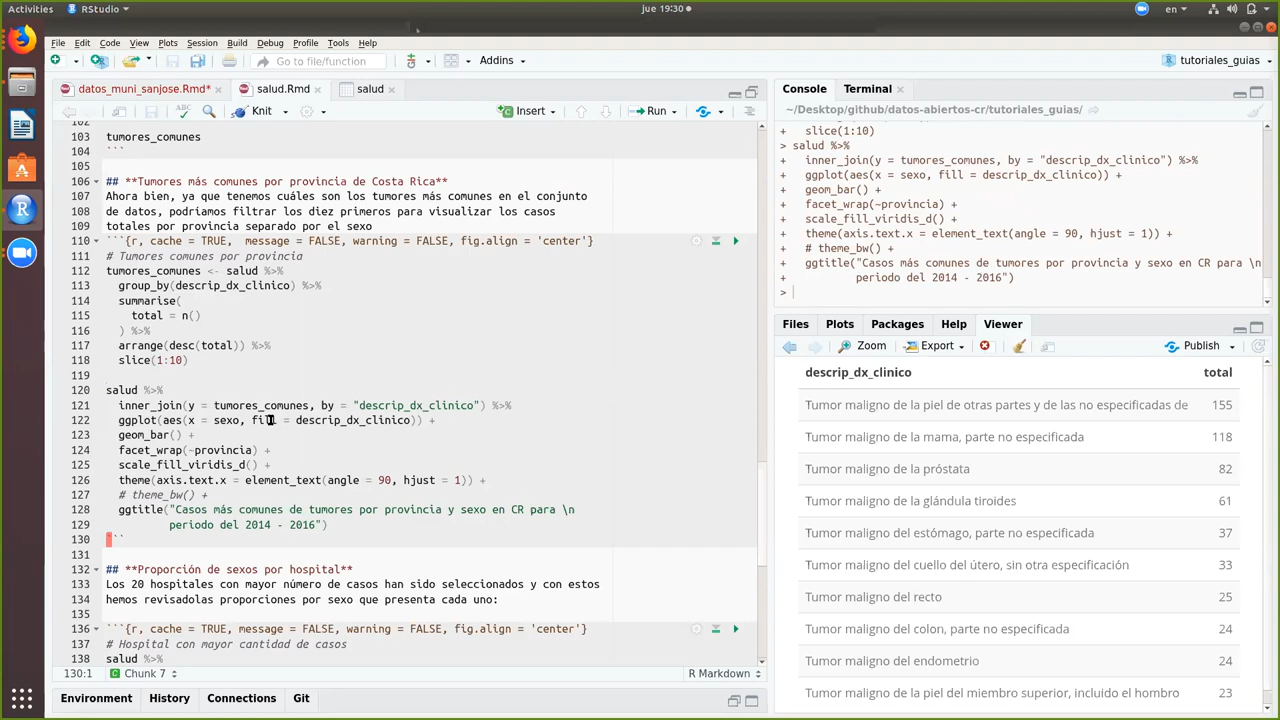 Activities RStudio jue 19:30 en
File Edit Code View Plots Session Build Debug Profile Tools Help
Go to file/function Addins tutoriales_guias
datos_muni_sanjose.Rmd* salud.Rmd salud
Knit Insert Run
102
103 tumores_comunes
104 ```
105
106 ## **Tumores más comunes por provincia de Costa Rica**
107 Ahora bien, ya que tenemos cuáles son los tumores más comunes en el conjunto
108 de datos, podríamos filtrar los diez primeros para visualizar los casos
109 totales por provincia separado por el sexo
110 ```{r, cache = TRUE,  message = FALSE, warning = FALSE, fig.align = 'center'}
111 # Tumores comunes por provincia
112 tumores_comunes <- salud %>%
113 group_by(descrip_dx_clinico) %>%
114 summarise(
115 total = n()
116 ) %>%
117 arrange(desc(total)) %>%
118 slice(1:10)
119
120 salud %>%
121 inner_join(y = tumores_comunes, by = "descrip_dx_clinico") %>%
122 ggplot(aes(x = sexo, fill = descrip_dx_clinico)) +
123 geom_bar() +
124 facet_wrap(~provincia) +
125 scale_fill_viridis_d() +
126 theme(axis.text.x = element_text(angle = 90, hjust = 1)) +
127 # theme_bw() +
128 ggtitle("Casos más comunes de tumores por provincia y sexo en CR para \n
129 periodo del 2014 - 2016")
130 ```
131
132 ## **Proporción de sexos por hospital**
133 Los 20 hospitales con mayor número de casos han sido seleccionados y con estos
134 hemos revisadolas proporciones por sexo que presenta cada uno:
135
136 ```{r, cache = TRUE, message = FALSE, warning = FALSE, fig.align = 'center'}
137 # Hospital con mayor cantidad de casos
138 salud %>%
130:1 Chunk 7 R Markdown
Environment History Connections Git
Console Terminal
~/Desktop/github/datos-abiertos-cr/tutoriales_guias/
+ slice(1:10)
> salud %>%
+ inner_join(y = tumores_comunes, by = "descrip_dx_clinico") %>%
+ ggplot(aes(x = sexo, fill = descrip_dx_clinico)) +
+ geom_bar() +
+ facet_wrap(~provincia) +
+ scale_fill_viridis_d() +
+ theme(axis.text.x = element_text(angle = 90, hjust = 1)) +
+ # theme_bw() +
+ ggtitle("Casos más comunes de tumores por provincia y sexo en CR para \n
+ periodo del 2014 - 2016")
>
Files Plots Packages Help Viewer
Zoom Export Publish
descrip_dx_clinico total
Tumor maligno de la piel de otras partes y de las no especificadas de 155
Tumor maligno de la mama, parte no especificada 118
Tumor maligno de la próstata 82
Tumor maligno de la glándula tiroides 61
Tumor maligno del estómago, parte no especificada 37
Tumor maligno del cuello del útero, sin otra especificación 33
Tumor maligno del recto 25
Tumor maligno del colon, parte no especificada 24
Tumor maligno del endometrio 24
Tumor maligno de la piel del miembro superior, incluido el hombro 23